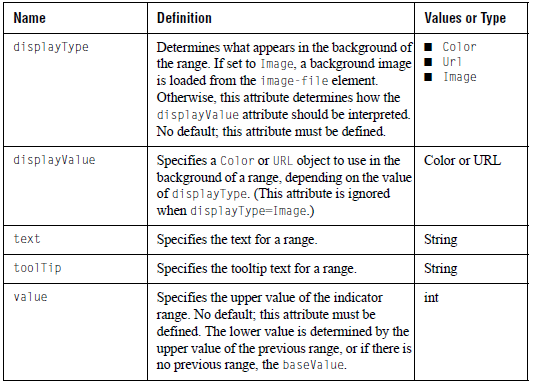 Name Definition Values or Type
displayType Determines what appears in the background of ■ Color
the range. If set to Image, a background image ■ Url
is loaded from the image-file element. ■ Image
Otherwise, this attribute determines how the
displayValue attribute should be interpreted.
No default; this attribute must be defined.
displayValue Specifies a Color or URL object to use in the Color or URL
background of a range, depending on the value
of displayType. (This attribute is ignored
when displayType=Image.)
text Specifies the text for a range. String
toolTip Specifies the tooltip text for a range. String
value Specifies the upper value of the indicator int
range. No default; this attribute must be
defined. The lower value is determined by the
upper value of the previous range, or if there is
no previous range, the baseValue.